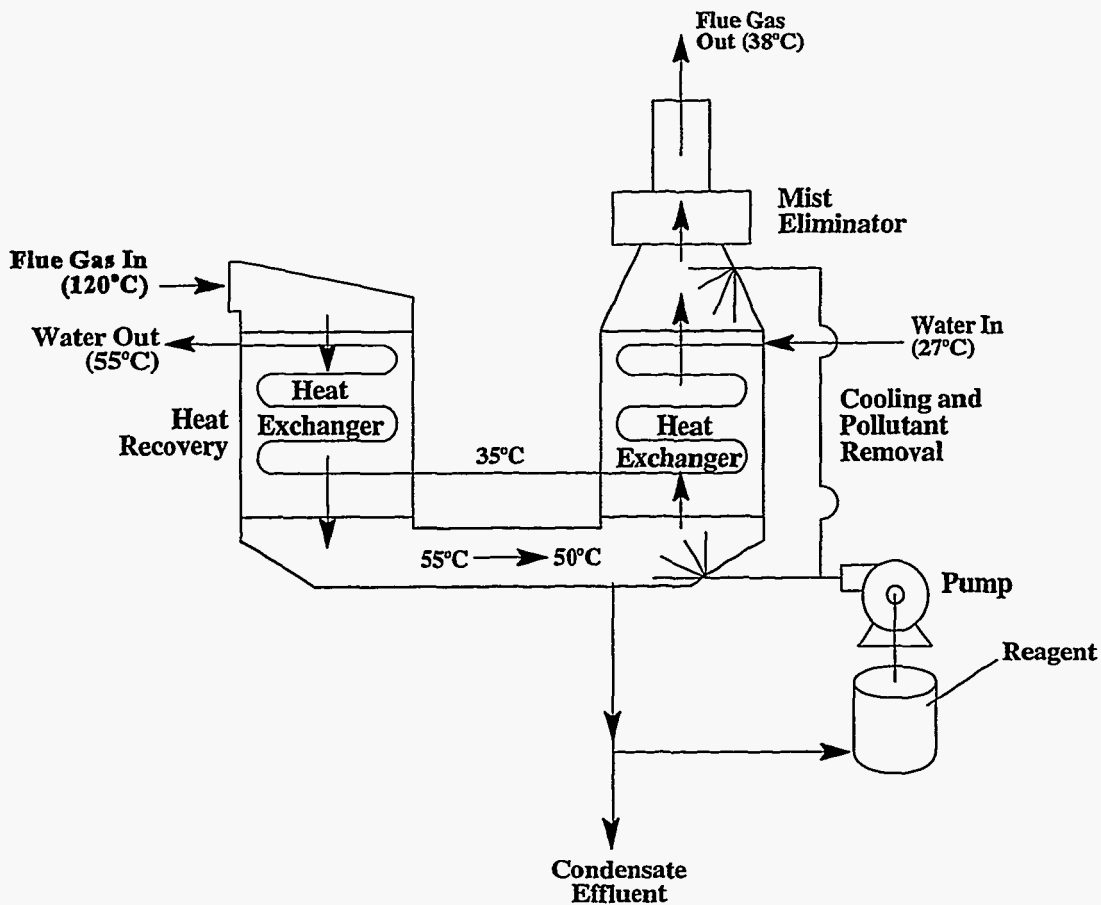 Flue Gas
Out (38°C)
Mist
Eliminator
Flue Gas In
(120°C)
Water Out
(55°C)
Water In
(27°C)
Heat
Exchanger
Heat
Recovery
Heat
Exchanger
Cooling and
Pollutant
Removal
35°C
55°C
50°C
Pump
Reagent
Condensate
Effluent